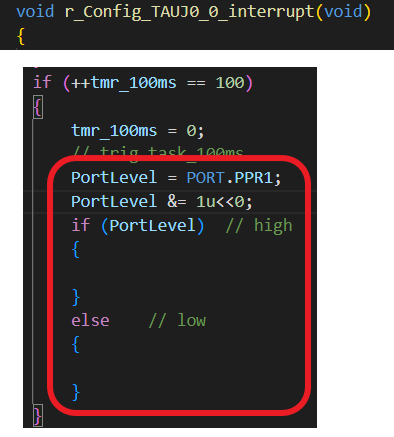 void r_Config_TAUJ0_0_interrupt(void)
{
if (++tmr_100ms == 100)
{
tmr_100ms = 0;
// trig task 100ms
PortLevel = PORT.PPR1;
PortLevel &= 1u<<0;
if (PortLevel)  // high
{
}
else    // low
{
}
}